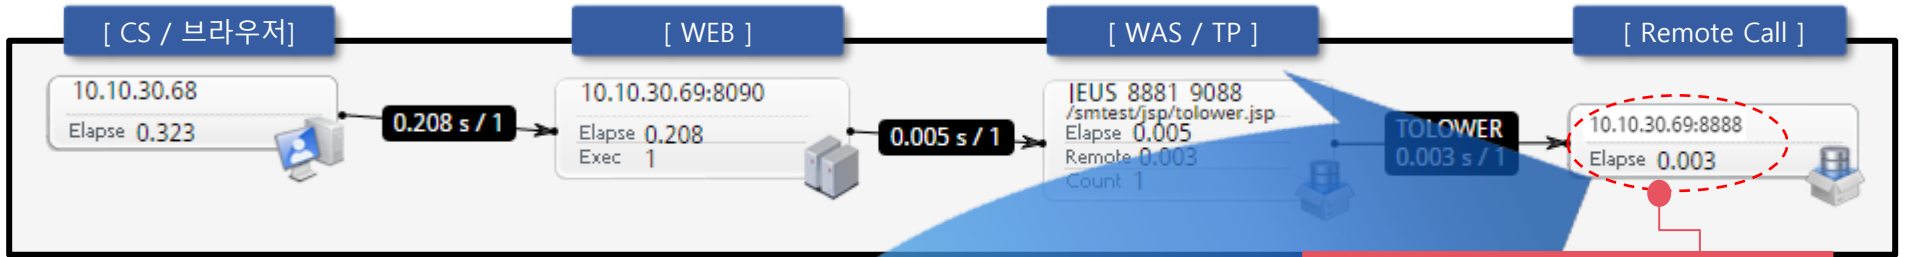 [ CS / 브라우저]
[ WEB ]
[ WAS / TP ]
[ Remote Call ]
10.10.30.68
Elapse 0.323
0.208 s / 1
10.10.30.69:8090
Elapse 0.208
Exec 1
0.005 s / 1
JEUS 8881 9088
/smtest/jsp/tolower.jsp
Elapse 0.005
Remote 0.003
Count 1
TOLOWER
0.003 s / 1
10.10.30.69:8888
Elapse 0.003